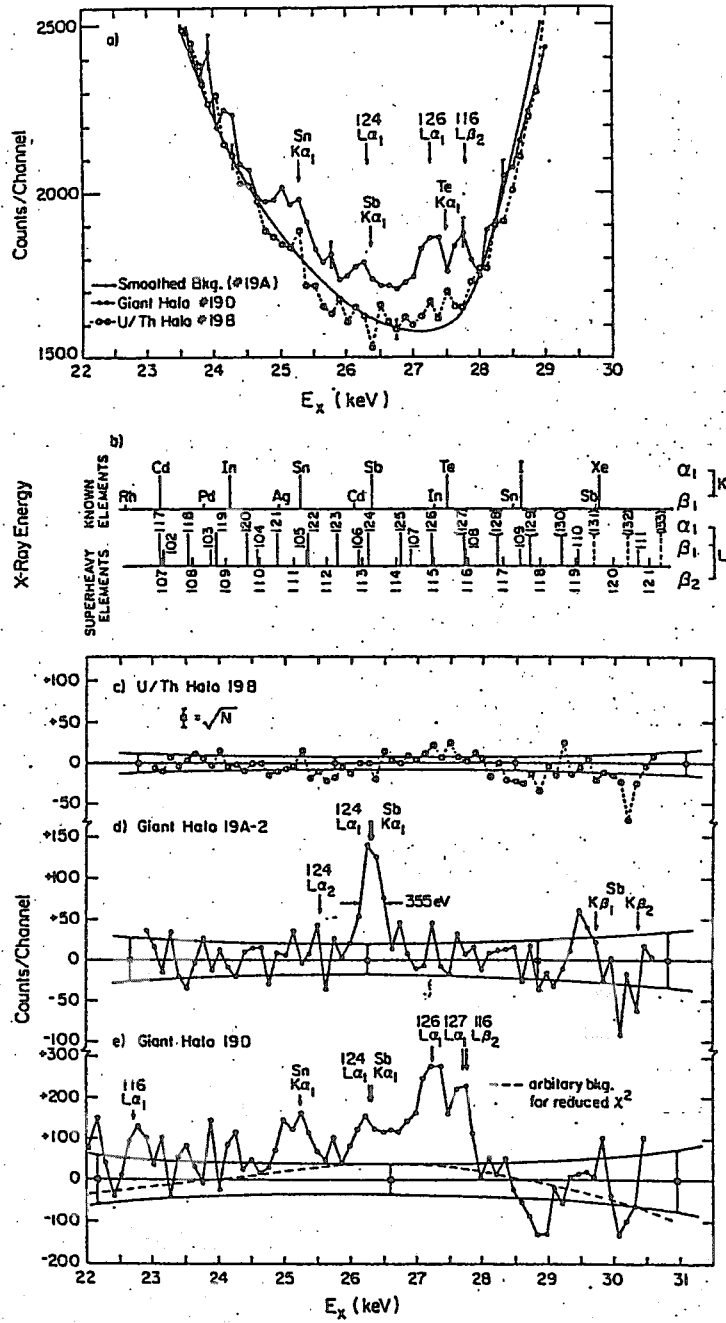 a)
2500
2000
1500
Counts/Channel
Sn
Kα₁
124
Lα₁
126
Lα₁
116
Lβ₂
Sb
Kα₁
Te
Kα₁
Smoothed Bkg. (#19A)
Giant Halo #19D
U/Th Halo #19B
22 23 24 25 26 27 28 29 30
Eₓ (keV)
b)
X-Ray Energy
KNOWN ELEMENTS
SUPERHEAVY ELEMENTS
Cd In Sn Sb Te I Xe α₁
K
Rh Pd Ag Cd In Sn Sb β₁
117 118 119 120 121 122 123 124 125 126 (127) (128) (129) (130) (131) (132) (133) α₁
102 103 104 105 106 107 108 109 110 111 β₁
L
107 108 109 110 111 112 113 114 115 116 117 118 119 120 121 β₂
Counts/Channel
c) U/Th Halo 19B
= √N
+100
+50
0
-50
d) Giant Halo 19A-2
124
Lα₁
Sb
Kα₁
124
Lα₂
355eV
Sb
Kβ₁
Kβ₂
+150
+100
+50
0
-50
-100
e) Giant Halo 19D
126
Lα₁
127
Lα₁
116
Lβ₂
124
Lα₁
Sb
Kα₁
Sn
Kα₁
116
Lα₁
arbitary bkg.
for reduced χ²
+300
+200
+100
0
-100
-200
22 23 24 25 26 27 28 29 30 31
Eₓ (keV)